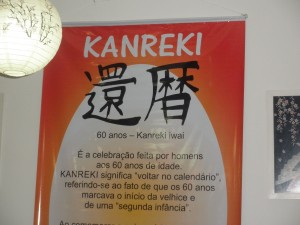 KANREKI
還暦
60 anos – Kanreki Iwai
É a celebração feita por homens
aos 60 anos de idade.
KANREKI significa “voltar no calendário”,
referindo-se ao fato de que os 60 anos
marcava o início da velhice e
de uma “segunda infância”.